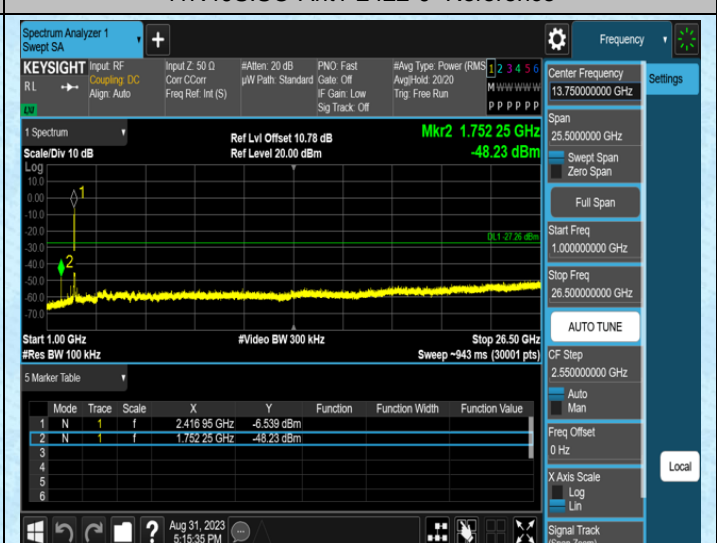 Spectrum Analyzer 1
Swept SA
Frequency
KEYSIGHT
RL
LXI
Input: RF
Coupling: DC
Align: Auto
Input Z: 50 Ω
Corr CCorr
Freq Ref: Int (S)
#Atten: 20 dB
µW Path: Standard
PNO: Fast
Gate: Off
IF Gain: Low
Sig Track: Off
#Avg Type: Power (RMS
Avg|Hold: 20/20
Trig: Free Run
1 2 3 4 5 6
M W W W W W
P P P P P P
1 Spectrum
Scale/Div 10 dB
Log
Ref Lvl Offset 10.78 dB
Ref Level 20.00 dBm
Mkr2 1.752 25 GHz
-48.23 dBm
10.0
0.00
-10.0
-20.0
-30.0
-40.0
-50.0
-60.0
-70.0
1
2
DL1 -27.26 dBm
Start 1.00 GHz
#Res BW 100 kHz
#Video BW 300 kHz
Stop 26.50 GHz
Sweep ~943 ms (30001 pts)
5 Marker Table
Mode Trace Scale X Y Function Function Width Function Value
1 N 1 f 2.416 95 GHz -6.539 dBm
2 N 1 f 1.752 25 GHz -48.23 dBm
3
4
5
6
Aug 31, 2023
5:15:35 PM
Center Frequency
13.750000000 GHz
Settings
Span
25.5000000 GHz
Swept Span
Zero Span
Full Span
Start Freq
1.000000000 GHz
Stop Freq
26.500000000 GHz
AUTO TUNE
CF Step
2.550000000 GHz
Auto
Man
Freq Offset
0 Hz
X Axis Scale
Log
Lin
Local
Signal Track
(Span Zoom)